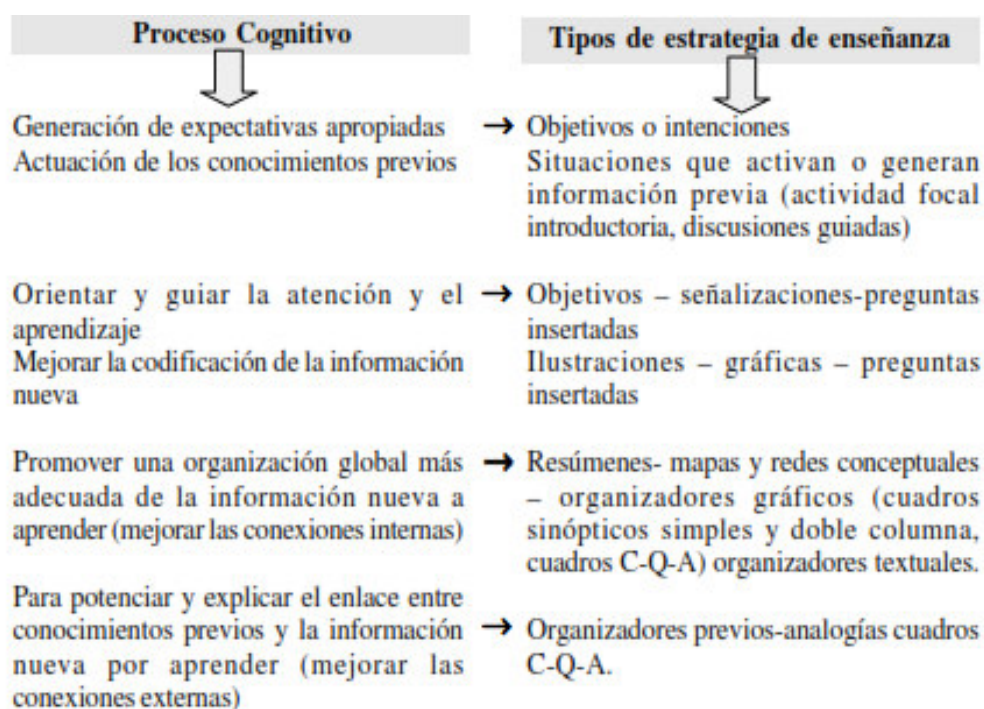 Proceso Cognitivo
Tipos de estrategia de enseñanza
Generación de expectativas apropiadas
Actuación de los conocimientos previos
→ Objetivos o intenciones
Situaciones que activan o generan
información previa (actividad focal
introductoria, discusiones guiadas)
Orientar y guiar la atención y el
aprendizaje
Mejorar la codificación de la información
nueva
→ Objetivos – señalizaciones-preguntas
insertadas
Ilustraciones – gráficas – preguntas
insertadas
Promover una organización global más
adecuada de la información nueva a
aprender (mejorar las conexiones internas)
→ Resúmenes- mapas y redes conceptuales
– organizadores gráficos (cuadros
sinópticos simples y doble columna,
cuadros C-Q-A) organizadores textuales.
Para potenciar y explicar el enlace entre
conocimientos previos y la información
nueva por aprender (mejorar las
conexiones externas)
→ Organizadores previos-analogías cuadros
C-Q-A.